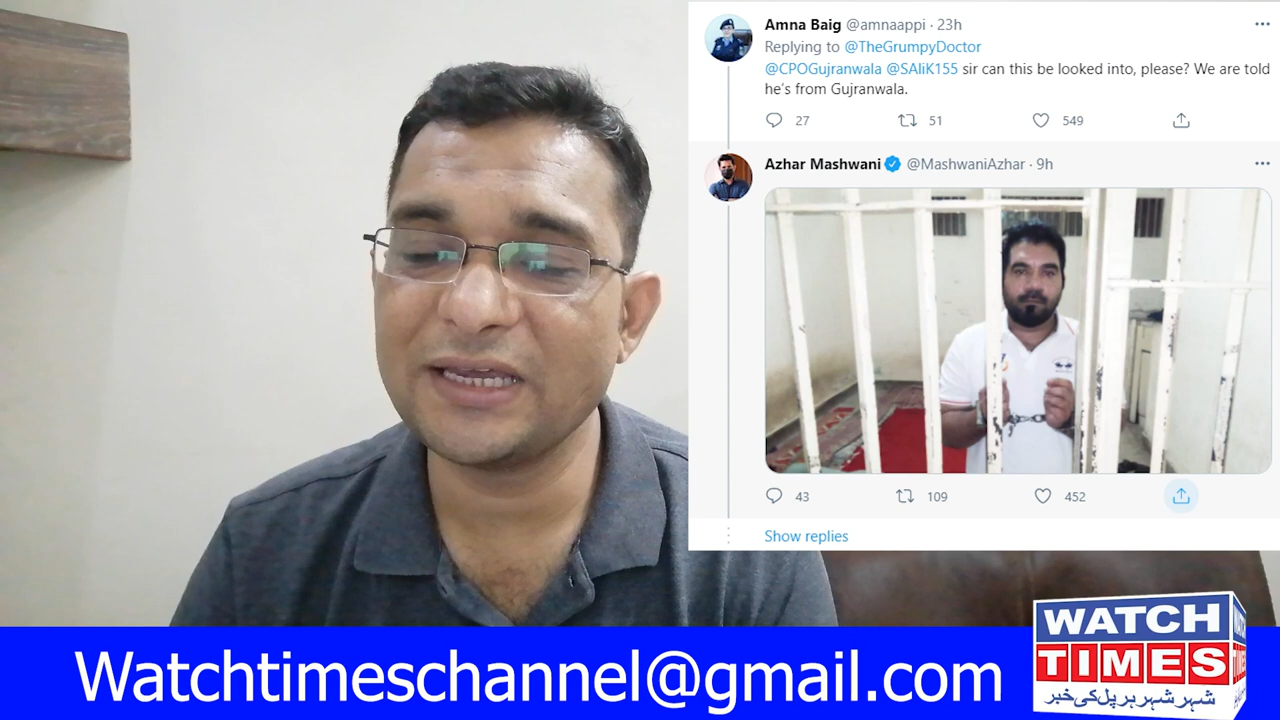 Amna Baig @amnaappi · 23h
Replying to @TheGrumpyDoctor
@CPOGujranwala @SAliK155 sir can this be looked into, please? We are told
he's from Gujranwala.
27 51 549
Azhar Mashwani @MashwaniAzhar · 9h
43 109 452
Show replies
Watchtimeschannel@gmail.com
WATCH
TIMES
شہر شہر ہر پل کی خبر